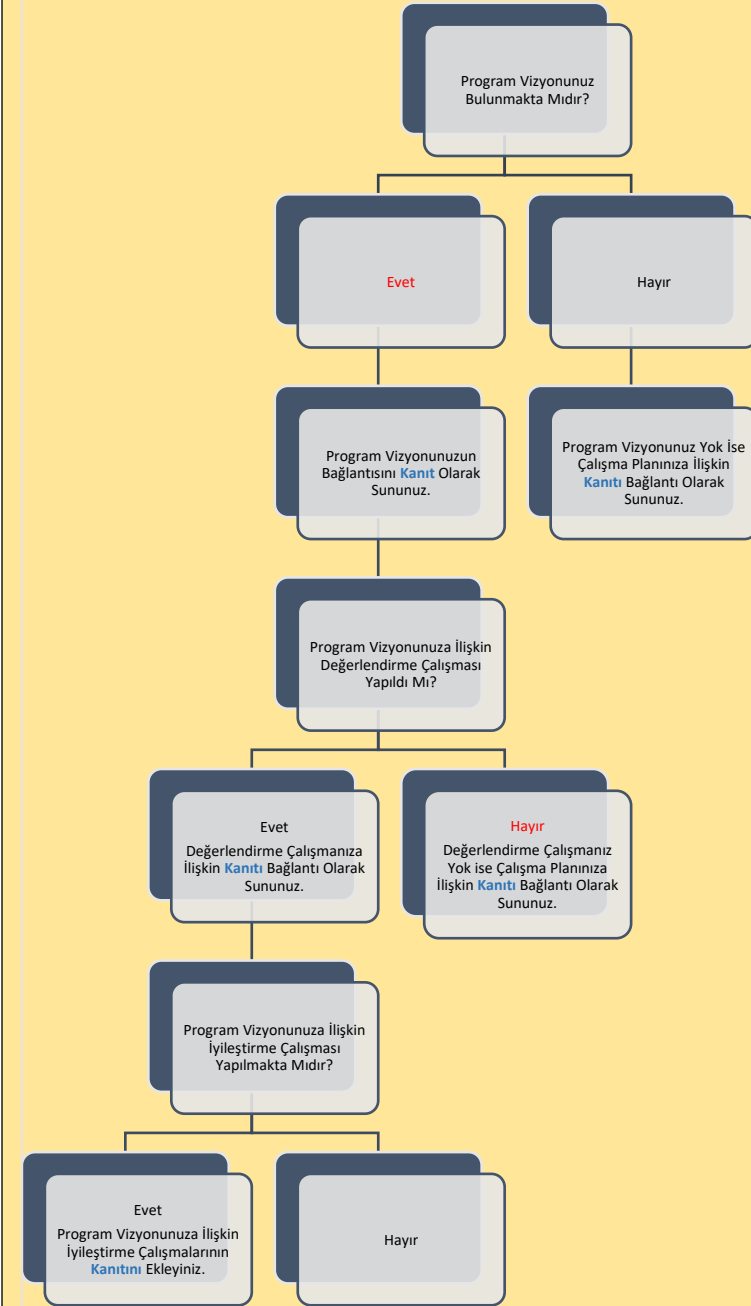 Program Vizyonunuz
Bulunmakta Mıdır?
Evet
Hayır
Program Vizyonunuzun
Bağlantısını Kanıt Olarak
Sununuz.
Program Vizyonunuz Yok İse
Çalışma Planınıza İlişkin
Kanıtı Bağlantı Olarak
Sununuz.
Program Vizyonunuza İlişkin
Değerlendirme Çalışması
Yapıldı Mı?
Evet
Değerlendirme Çalışmanıza
İlişkin Kanıtı Bağlantı Olarak
Sununuz.
Hayır
Değerlendirme Çalışmanız
Yok ise Çalışma Planınıza
İlişkin Kanıtı Bağlantı Olarak
Sununuz.
Program Vizyonunuza İlişkin
İyileştirme Çalışması
Yapılmakta Mıdır?
Evet
Program Vizyonunuza İlişkin
İyileştirme Çalışmalarının
Kanıtını Ekleyiniz.
Hayır